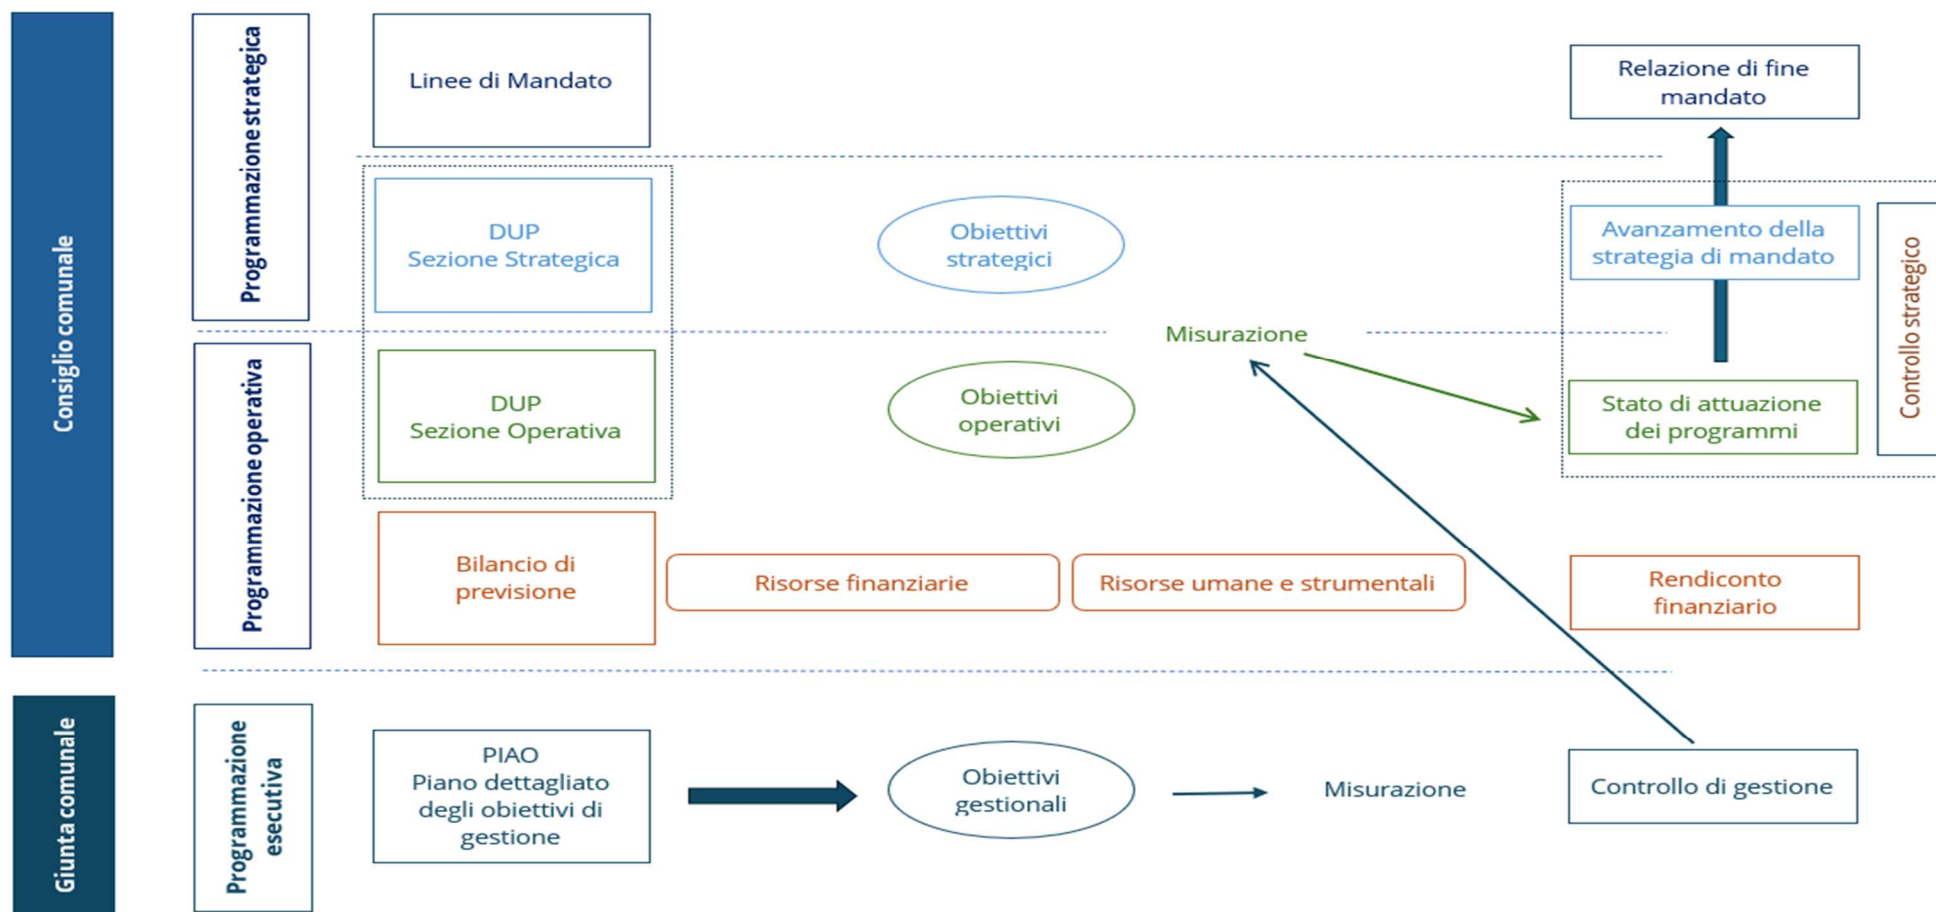 Consiglio comunale
Programmazione strategica
Linee di Mandato
Relazione di fine
mandato
DUP
Sezione Strategica
Obiettivi
strategici
Avanzamento della
strategia di mandato
Controllo strategico
Misurazione
Programmazione operativa
DUP
Sezione Operativa
Obiettivi
operativi
Stato di attuazione
dei programmi
Bilancio di
previsione
Risorse finanziarie
Risorse umane e strumentali
Rendiconto
finanziario
Giunta comunale
Programmazione
esecutiva
PIAO
Piano dettagliato
degli obiettivi di
gestione
Obiettivi
gestionali
Misurazione
Controllo di gestione